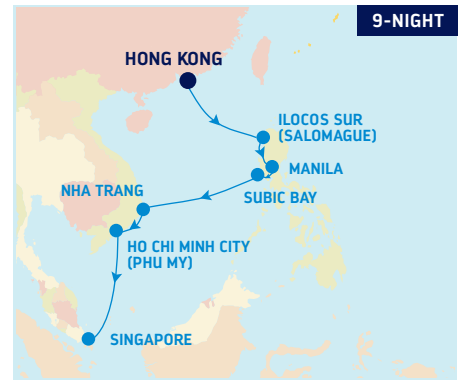 9-NIGHT
HONG KONG
ILOCOS SUR
(SALOMAGUE)
MANILA
SUBIC BAY
NHA TRANG
HO CHI MINH CITY
(PHU MY)
SINGAPORE